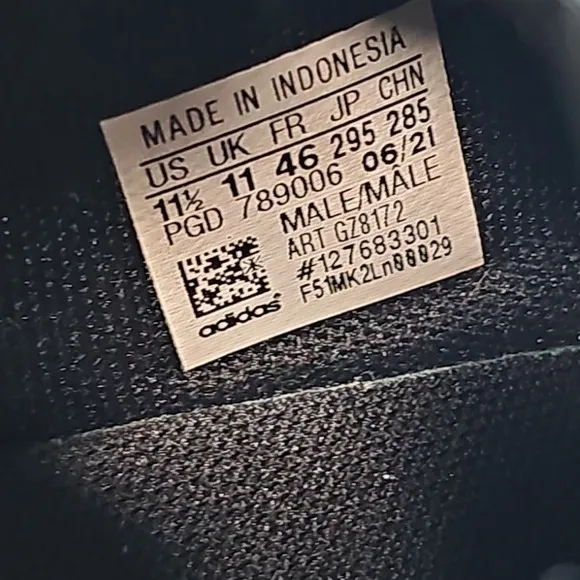 MADE IN INDONESIA
US UK FR JP CHN
11½ 11 46 295 285
PGD 789006 06/21
MALE/MALE
ART GZ8172
#127683301
F51MK2Ln00029
adidas